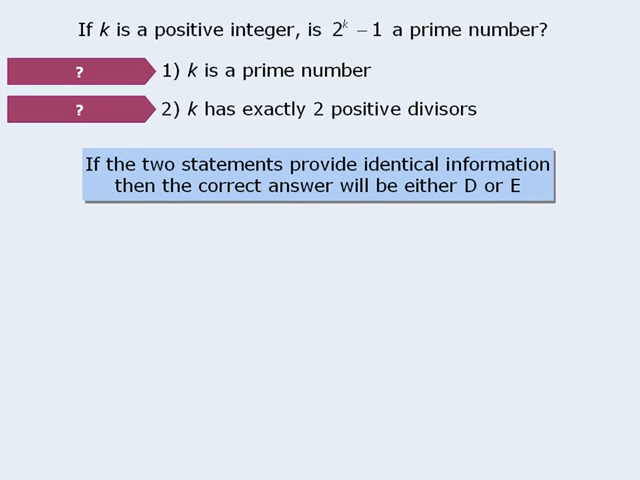 If k is a positive integer, is 2^k − 1 a prime number?
? 1) k is a prime number
? 2) k has exactly 2 positive divisors
If the two statements provide identical information
then the correct answer will be either D or E